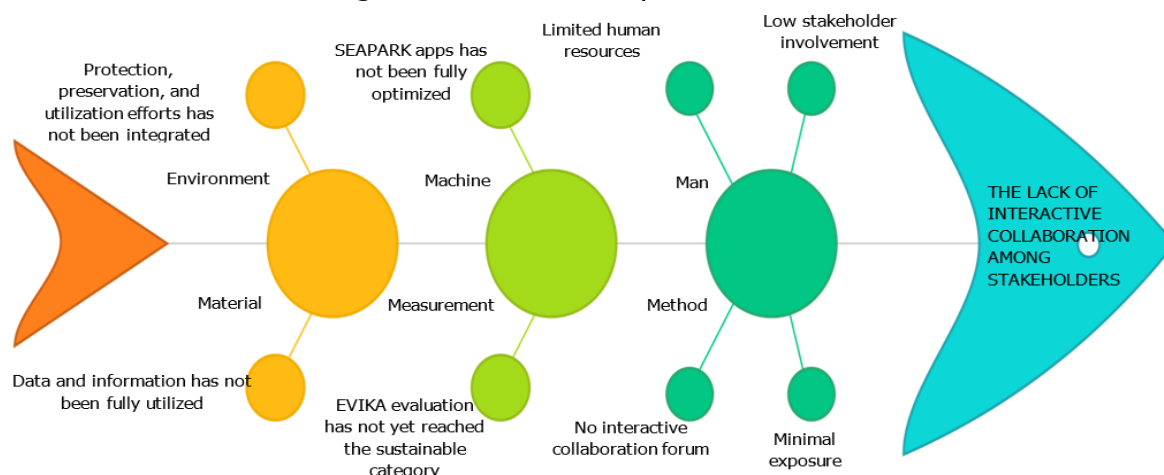 Protection,
preservation, and
utilization efforts has
not been integrated
SEAPARK apps has
not been fully
optimized
Limited human
resources
Low stakeholder
involvement
Environment
Machine
Man
THE LACK OF
INTERACTIVE
COLLABORATION
AMONG
STAKEHOLDERS
Material
Measurement
Method
Data and information has not
been fully utilized
EVIKA evaluation
has not yet reached
the sustainable
category
No interactive
collaboration forum
Minimal
exposure